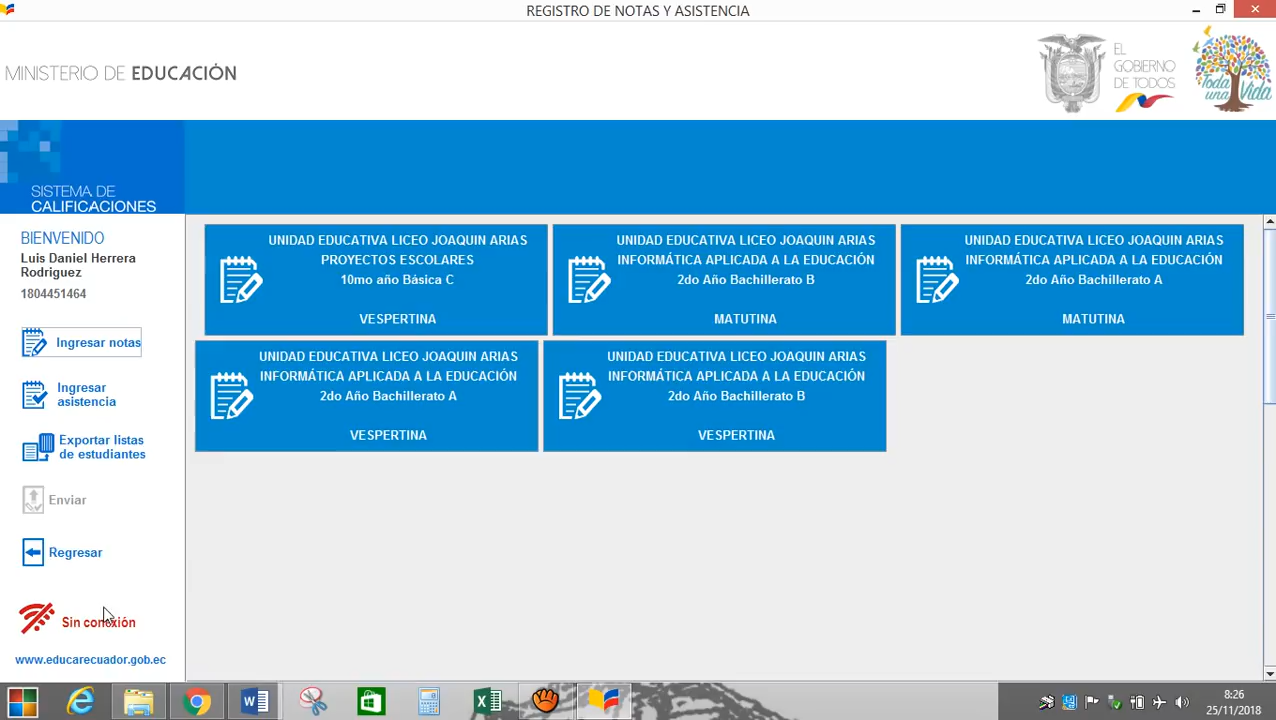 REGISTRO DE NOTAS Y ASISTENCIA
MINISTERIO DE EDUCACIÓN
EL
GOBIERNO
DE TODOS
Toda
una Vida
SISTEMA DE
CALIFICACIONES
BIENVENIDO
Luis Daniel Herrera
Rodriguez
1804451464
Ingresar notas
Ingresar
asistencia
Exportar listas
de estudiantes
Enviar
Regresar
Sin conexión
www.educarecuador.gob.ec
UNIDAD EDUCATIVA LICEO JOAQUIN ARIAS
PROYECTOS ESCOLARES
10mo año Básica C
VESPERTINA
UNIDAD EDUCATIVA LICEO JOAQUIN ARIAS
INFORMÁTICA APLICADA A LA EDUCACIÓN
2do Año Bachillerato B
MATUTINA
UNIDAD EDUCATIVA LICEO JOAQUIN ARIAS
INFORMÁTICA APLICADA A LA EDUCACIÓN
2do Año Bachillerato A
MATUTINA
UNIDAD EDUCATIVA LICEO JOAQUIN ARIAS
INFORMÁTICA APLICADA A LA EDUCACIÓN
2do Año Bachillerato A
VESPERTINA
UNIDAD EDUCATIVA LICEO JOAQUIN ARIAS
INFORMÁTICA APLICADA A LA EDUCACIÓN
2do Año Bachillerato B
VESPERTINA
8:26
25/11/2018